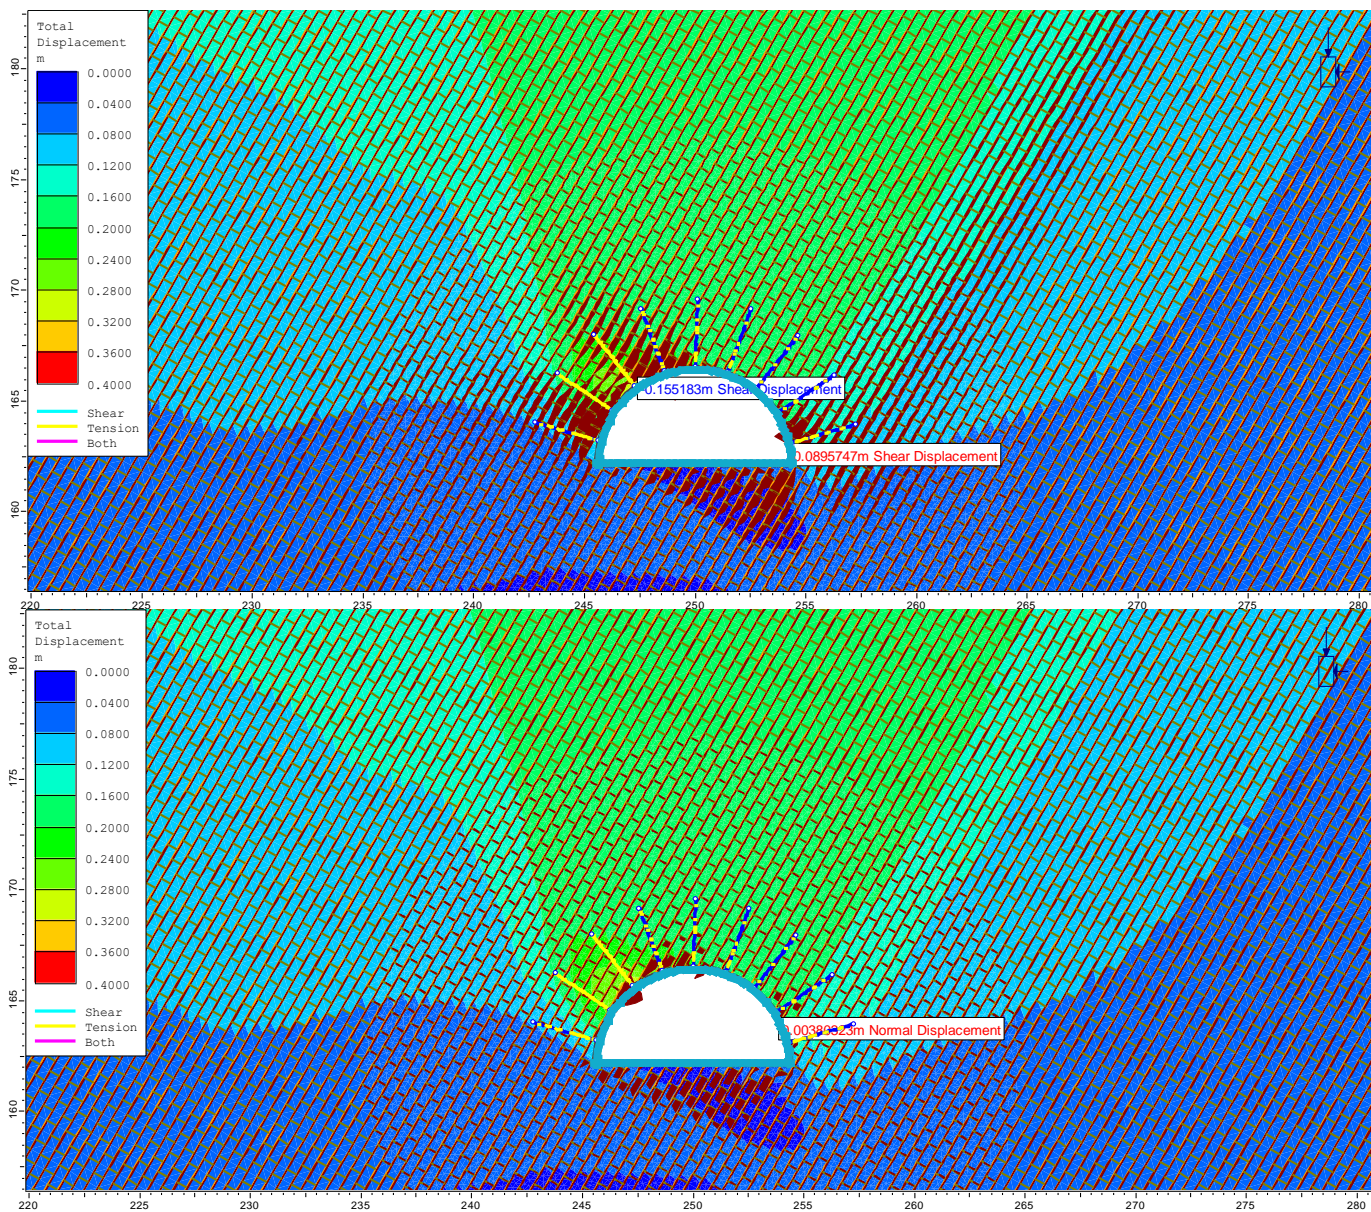 Total
Displacement
m
0.0000
0.0400
0.0800
0.1200
0.1600
0.2000
0.2400
0.2800
0.3200
0.3600
0.4000
Shear
Tension
Both
180
175
170
165
160
0.155183m Shear Displacement
0.0895747m Shear Displacement
220 225 230 235 240 245 250 255 260 265 270 275 280
Total
Displacement
m
0.0000
0.0400
0.0800
0.1200
0.1600
0.2000
0.2400
0.2800
0.3200
0.3600
0.4000
Shear
Tension
Both
180
175
170
165
160
Normal Displacement
220 225 230 235 240 245 250 255 260 265 270 275 280